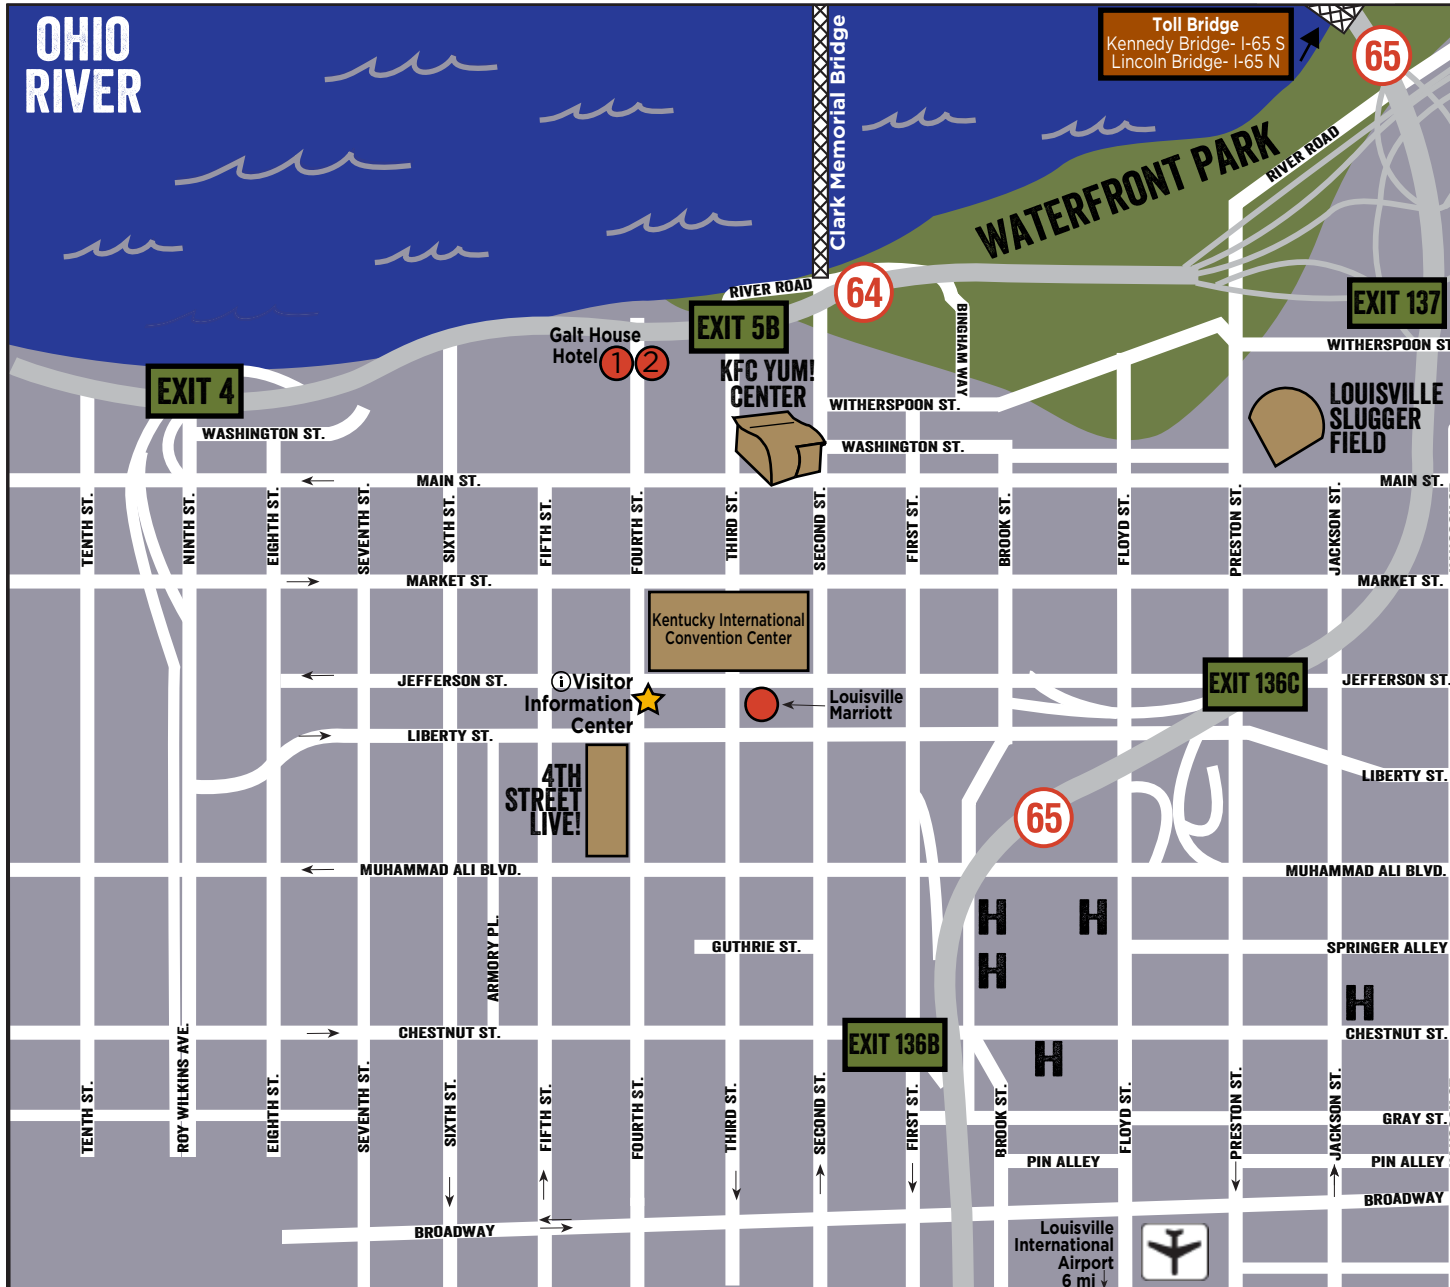 OHIO
RIVER
Clark Memorial Bridge
Toll Bridge
Kennedy Bridge- I-65 S
Lincoln Bridge- I-65 N
65
WATERFRONT PARK
RIVER ROAD
RIVER ROAD
64
EXIT 5B
EXIT 137
BINGHAM WAY
WITHERSPOON ST.
Galt House
Hotel
1
2
KFC YUM!
CENTER
EXIT 4
WITHERSPOON ST.
LOUISVILLE
SLUGGER
FIELD
WASHINGTON ST.
WASHINGTON ST.
MAIN ST.
MAIN ST.
TENTH ST.
NINTH ST.
EIGHTH ST.
SEVENTH ST.
SIXTH ST.
FIFTH ST.
FOURTH ST.
THIRD ST.
SECOND ST.
FIRST ST.
BROOK ST.
FLOYD ST.
PRESTON ST.
JACKSON ST.
MARKET ST.
MARKET ST.
Kentucky International
Convention Center
JEFFERSON ST.
i Visitor
Information
Center
Louisville
Marriott
EXIT 136C
JEFFERSON ST.
LIBERTY ST.
LIBERTY ST.
4TH
STREET
LIVE!
65
MUHAMMAD ALI BLVD.
MUHAMMAD ALI BLVD.
H
H
H
H
H
ARMORY PL.
GUTHRIE ST.
SPRINGER ALLEY
CHESTNUT ST.
EXIT 136B
CHESTNUT ST.
TENTH ST.
ROY WILKINS AVE.
EIGHTH ST.
SEVENTH ST.
SIXTH ST.
FIFTH ST.
FOURTH ST.
THIRD ST.
SECOND ST.
FIRST ST.
BROOK ST.
FLOYD ST.
PRESTON ST.
JACKSON ST.
GRAY ST.
PIN ALLEY
PIN ALLEY
BROADWAY
BROADWAY
Louisville
International
Airport
6 mi